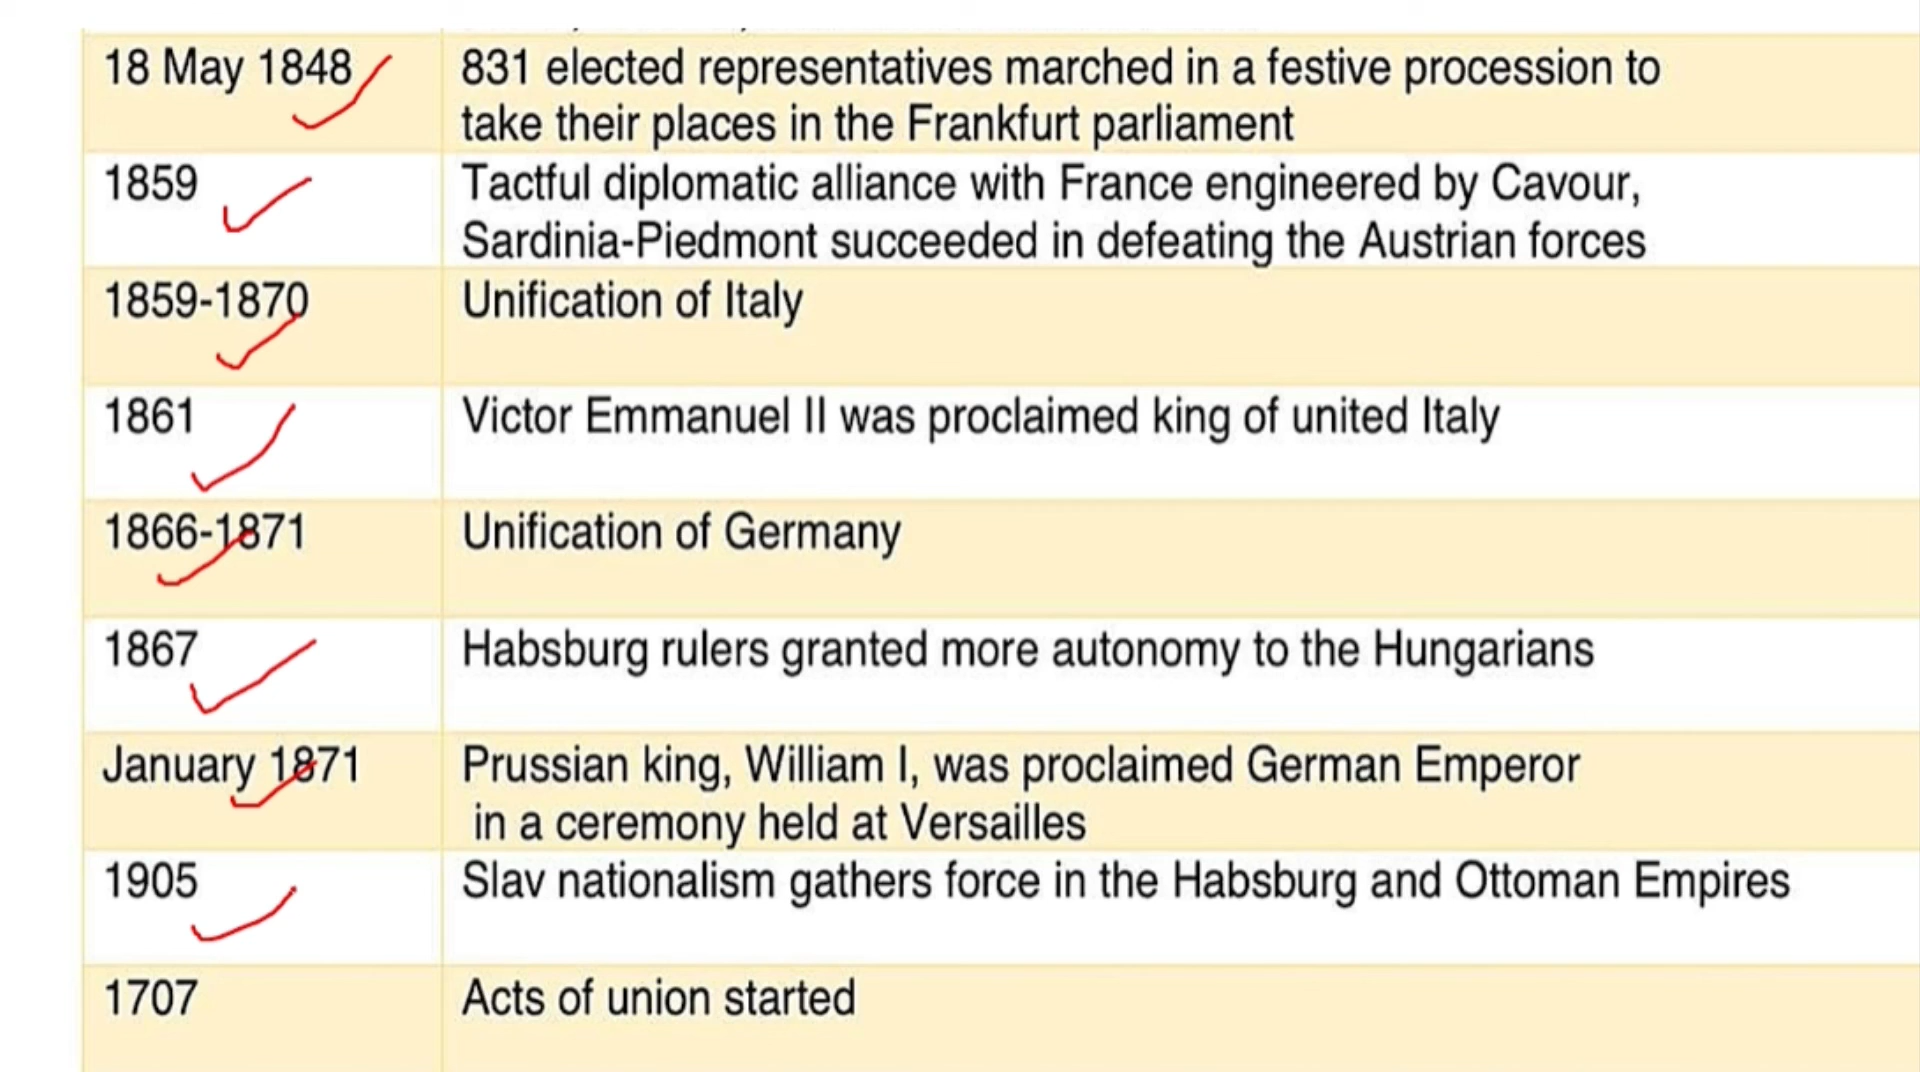 18 May 1848 831 elected representatives marched in a festive procession to
take their places in the Frankfurt parliament
1859 Tactful diplomatic alliance with France engineered by Cavour,
Sardinia-Piedmont succeeded in defeating the Austrian forces
1859-1870 Unification of Italy
1861 Victor Emmanuel II was proclaimed king of united Italy
1866-1871 Unification of Germany
1867 Habsburg rulers granted more autonomy to the Hungarians
January 1871 Prussian king, William I, was proclaimed German Emperor
in a ceremony held at Versailles
1905 Slav nationalism gathers force in the Habsburg and Ottoman Empires
1707 Acts of union started